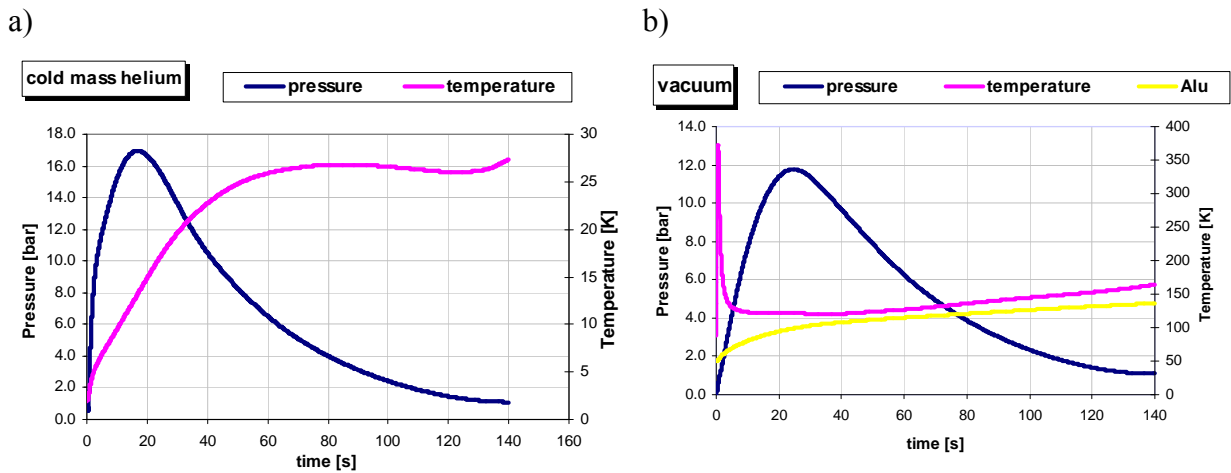 a)
cold mass helium
pressure temperature
Pressure [bar]
18.0
16.0
14.0
12.0
10.0
8.0
6.0
4.0
2.0
0.0
30
25
20
15
10
5
0
Temperature [K]
0 20 40 60 80 100 120 140 160
time [s]
b)
vacuum
pressure temperature Alu
Pressure [bar]
14.0
12.0
10.0
8.0
6.0
4.0
2.0
0.0
400
350
300
250
200
150
100
50
0
Temperature [K]
0 20 40 60 80 100 120 140
time [s]